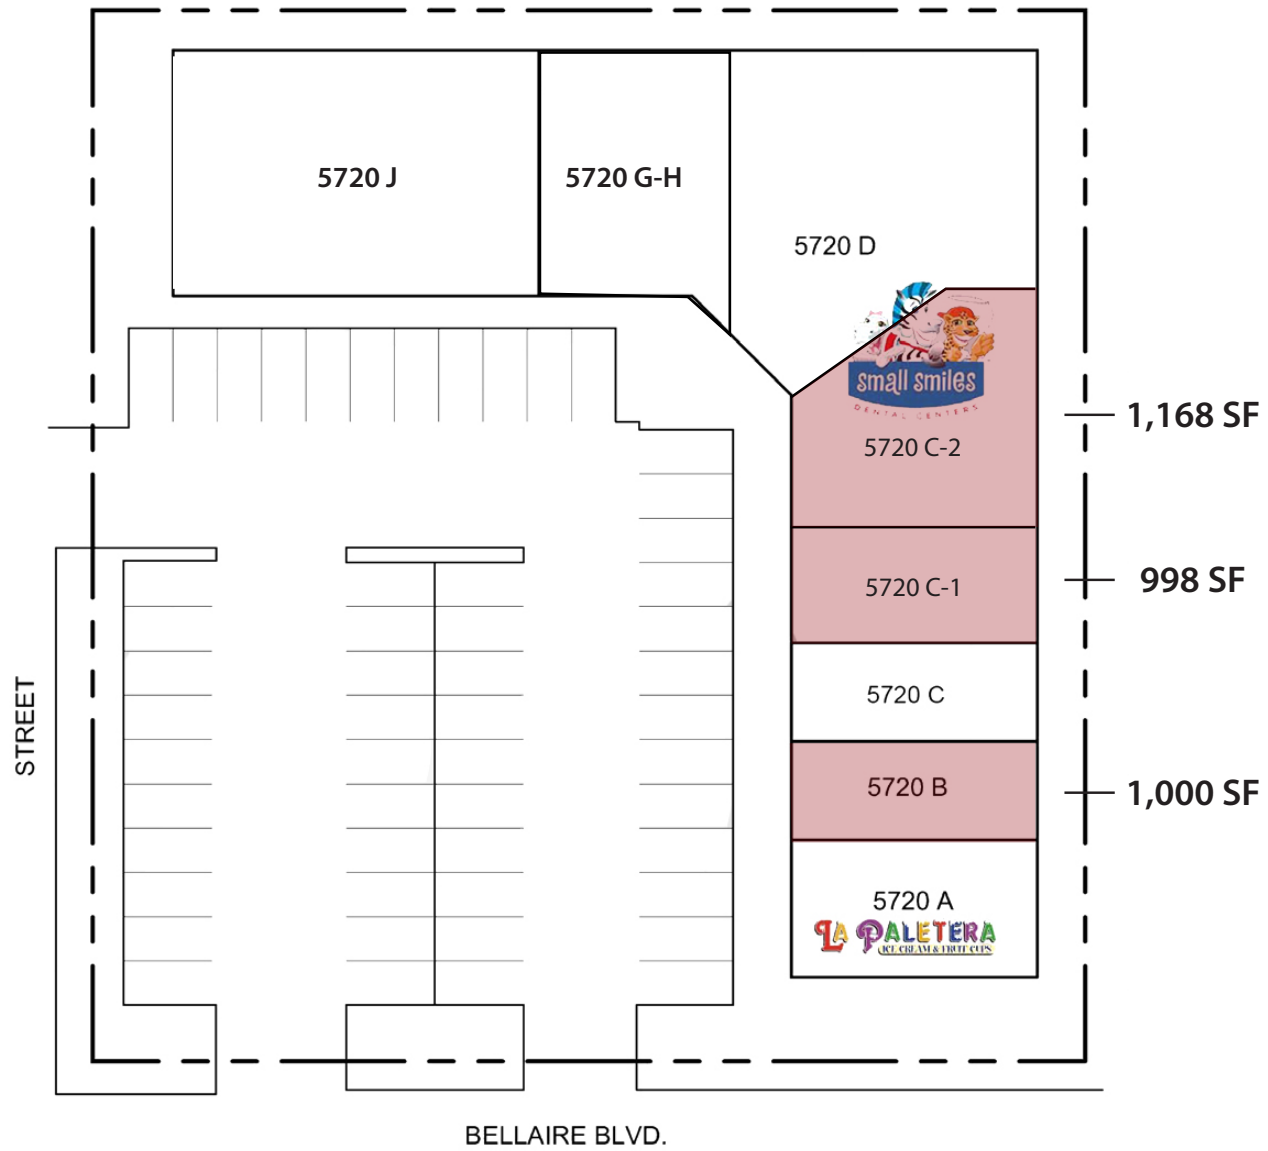 5720 J
5720 G-H
5720 D
small smiles
DENTAL CENTERS
1,168 SF
5720 C-2
998 SF
5720 C-1
5720 C
STREET
5720 B
1,000 SF
5720 A
LA PALETERA
ICE CREAM & FRUIT CUPS
BELLAIRE BLVD.